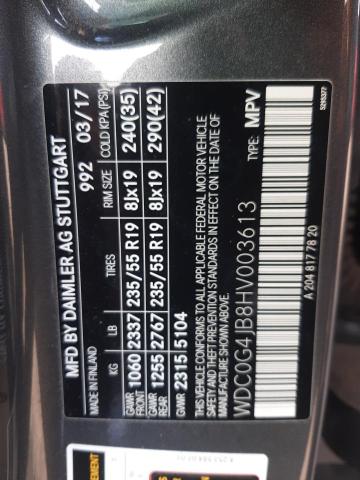 MFD BY DAIMLER AG STUTTGART
MADE IN FINLAND 992 03/17
KG LB TIRES RIM SIZE COLD KPA(PSI)
GAWR FRONT 1060 2337 235/55 R19 8Jx19 240(35)
GAWR REAR 1255 2767 235/55 R19 8Jx19 290(42)
GVWR 2315 5104
THIS VEHICLE CONFORMS TO ALL APPLICABLE FEDERAL MOTOR VEHICLE
SAFETY AND THEFT PREVENTION STANDARDS IN EFFECT ON THE DATE OF
MANUFACTURE SHOWN ABOVE.
WDC0G4JB8HV003613 TYPE: MPV
A 204 817 78 20
5293377